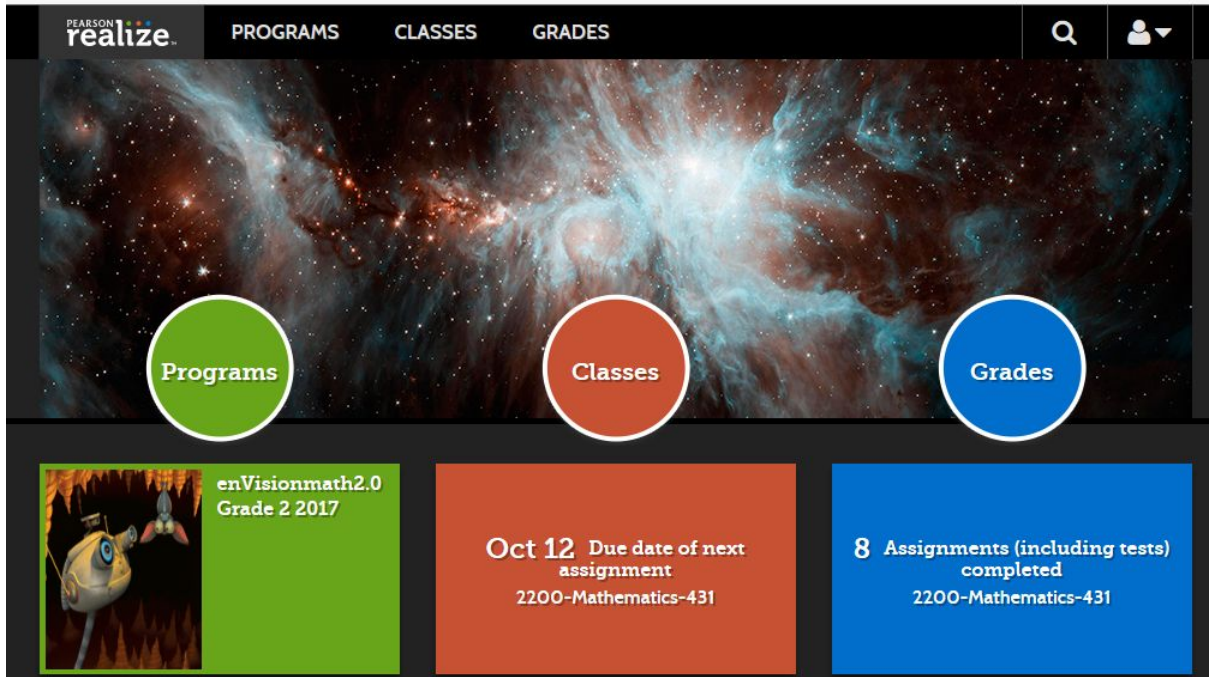 PEARSON
realize™ PROGRAMS CLASSES GRADES
Programs Classes Grades
enVisionmath2.0
Grade 2 2017
Oct 12 Due date of next
assignment
2200-Mathematics-431
8 Assignments (including tests)
completed
2200-Mathematics-431